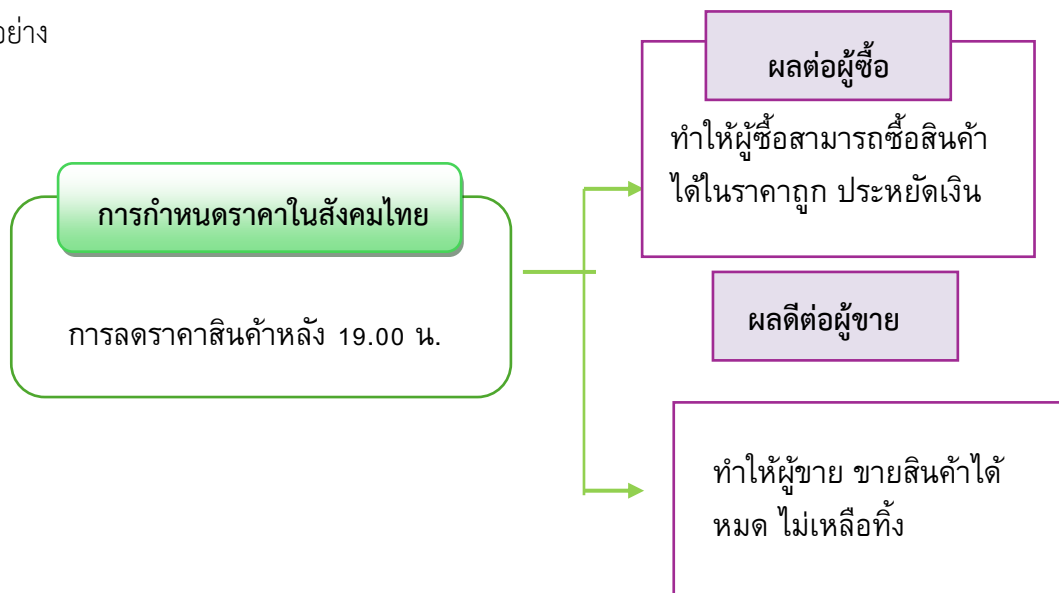 อย่าง
การกำหนดราคาในสังคมไทย
การลดราคาสินค้าหลัง 19.00 น.
ผลต่อผู้ซื้อ
ทำให้ผู้ซื้อสามารถซื้อสินค้า
ได้ในราคาถูก ประหยัดเงิน
ผลดีต่อผู้ขาย
ทำให้ผู้ขาย ขายสินค้าได้
หมด ไม่เหลือทิ้ง